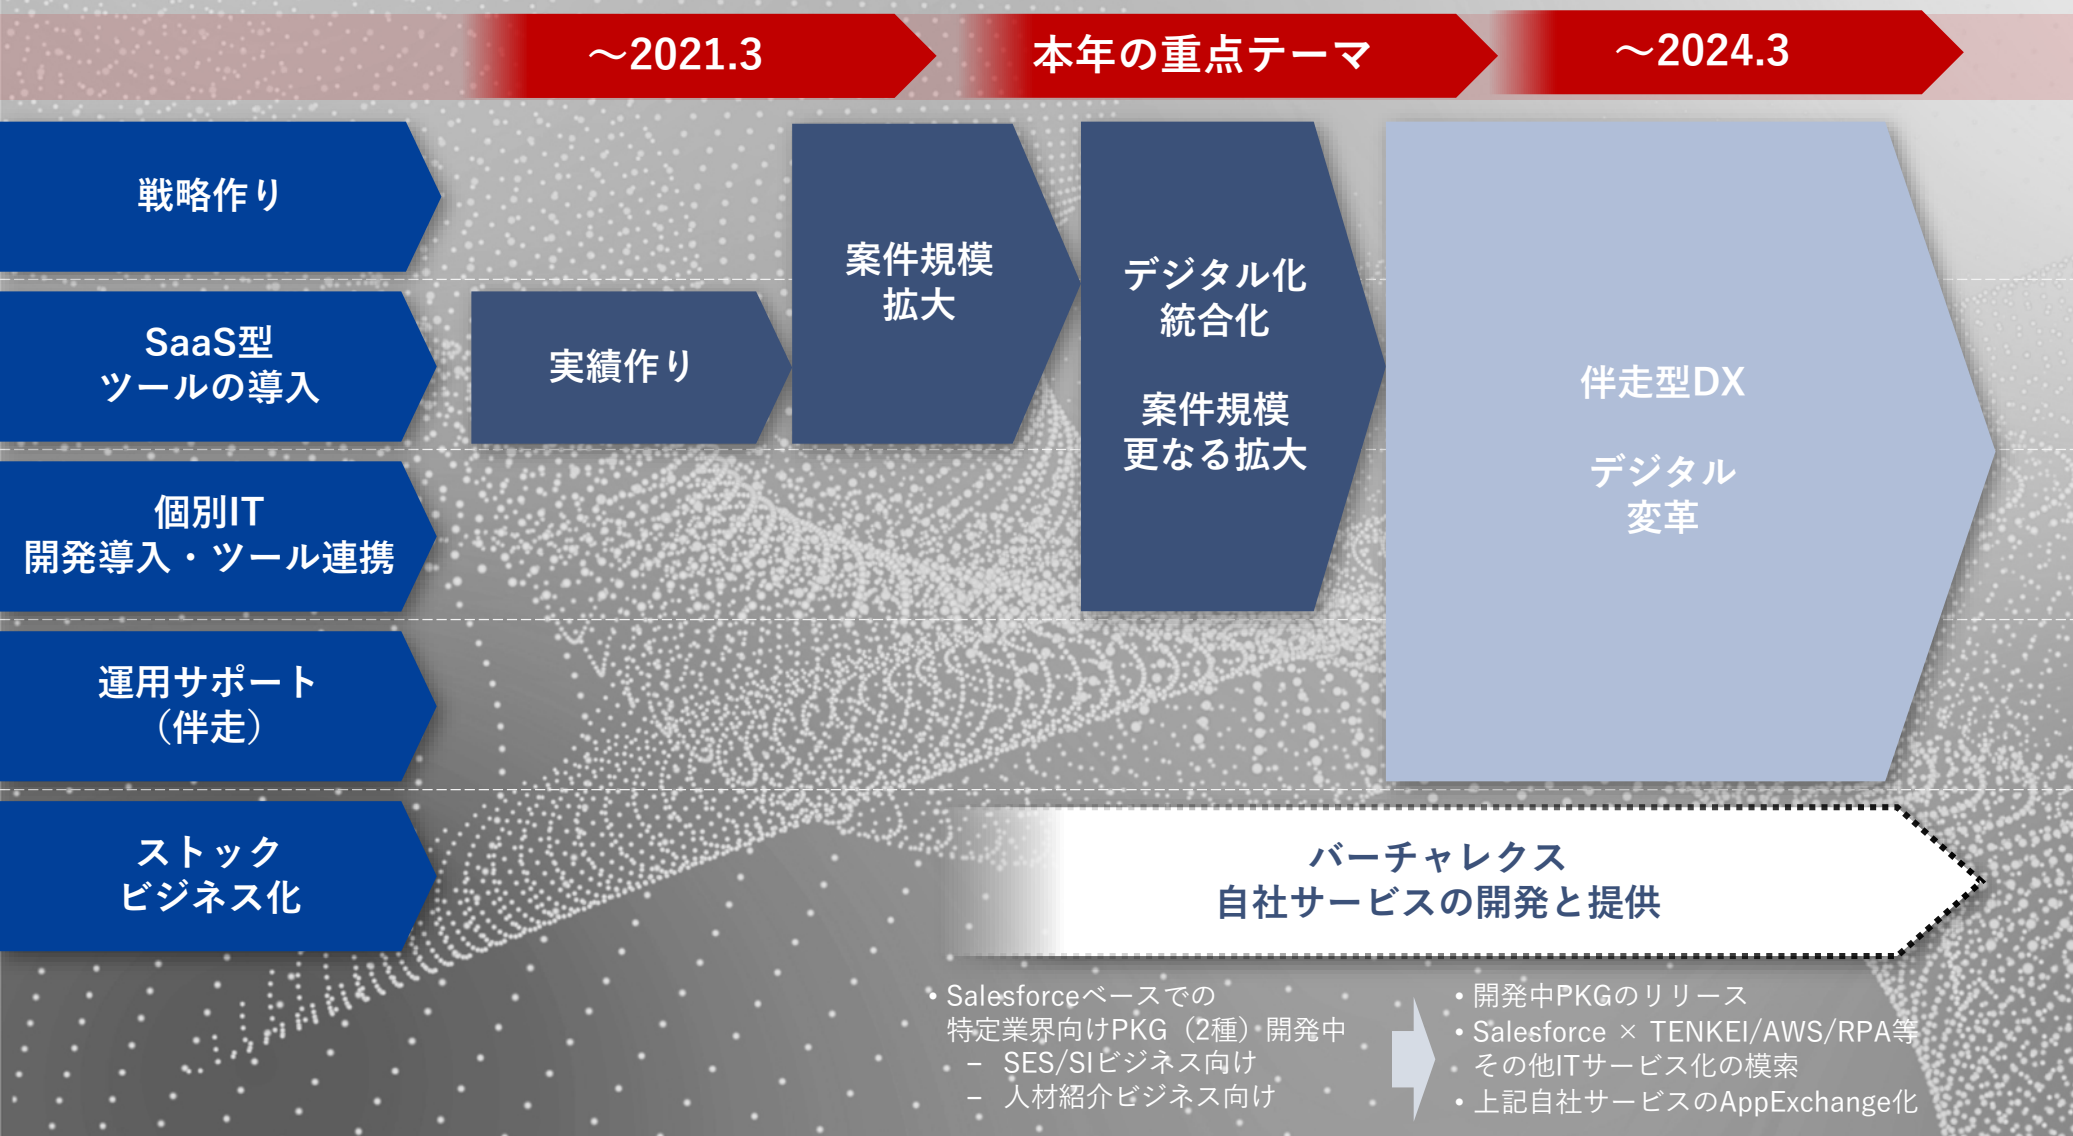 ～2021.3
本年の重点テーマ
～2024.3
戦略作り
SaaS型
ツールの導入
個別IT
開発導入・ツール連携
運用サポート
（伴走）
ストック
ビジネス化
実績作り
案件規模
拡大
デジタル化
統合化
案件規模
更なる拡大
伴走型DX
デジタル
変革
バーチャレクス
自社サービスの開発と提供
• Salesforceベースでの
特定業界向けPKG（2種）開発中
– SES/SIビジネス向け
– 人材紹介ビジネス向け
• 開発中PKGのリリース
• Salesforce × TENKEI/AWS/RPA等
その他ITサービス化の模索
• 上記自社サービスのAppExchange化